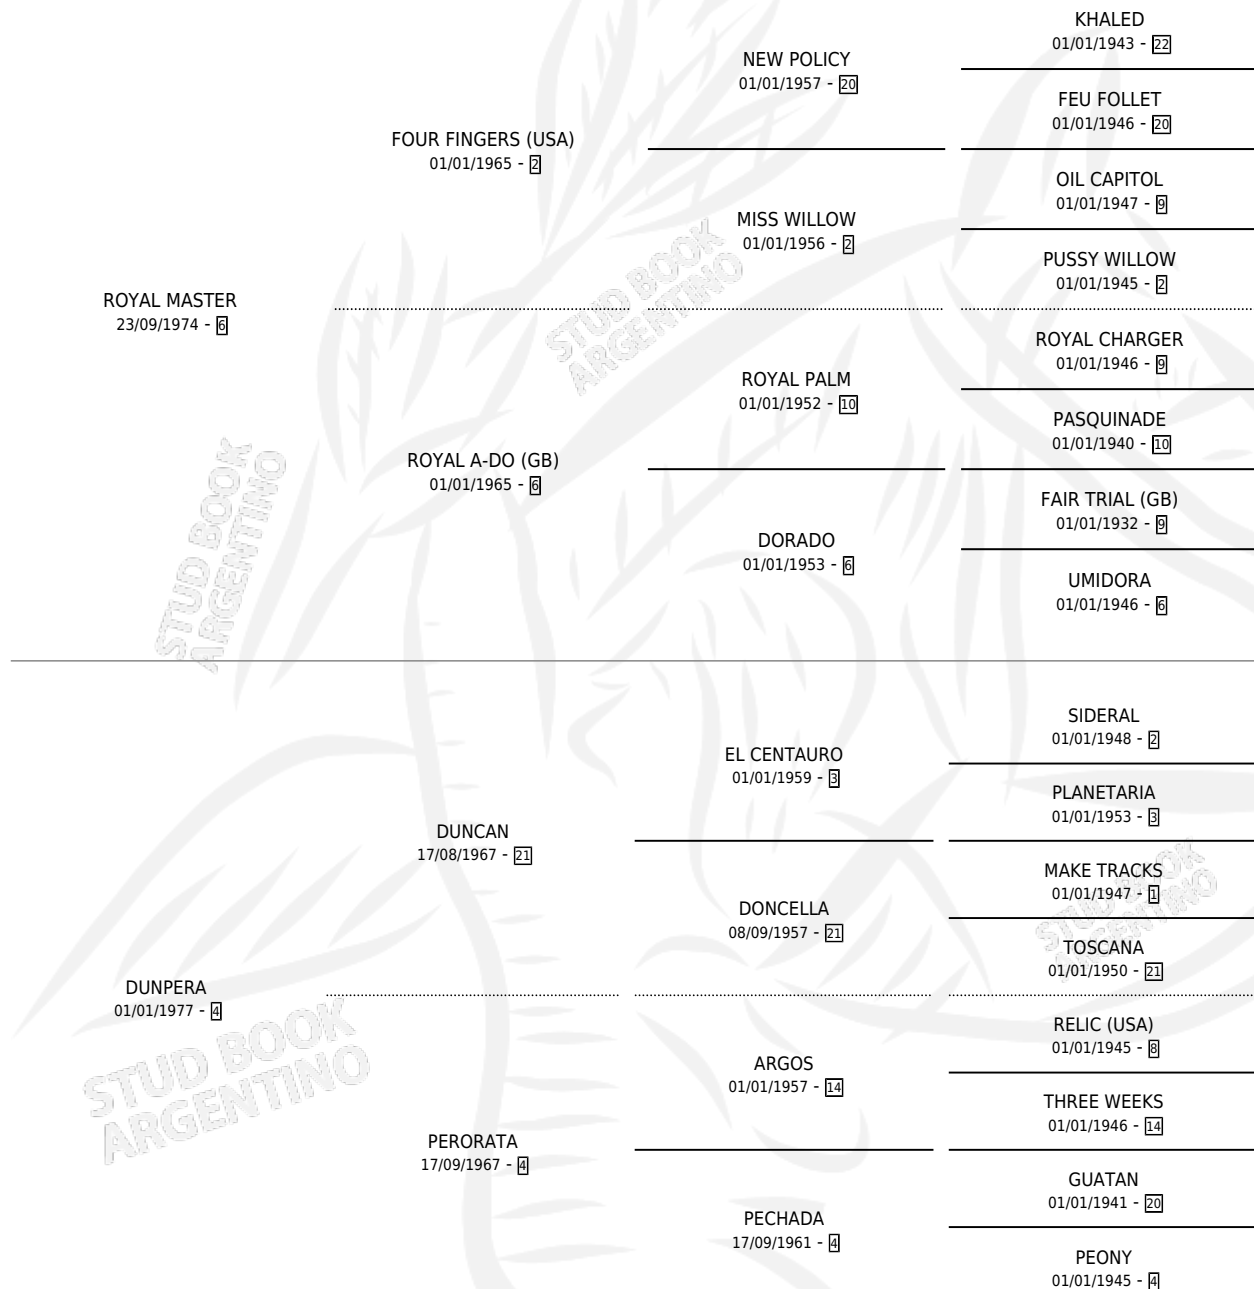 KHALED
01/01/1943 - 22
NEW POLICY
01/01/1957 - 20
FEU FOLLET
01/01/1946 - 20
FOUR FINGERS (USA)
01/01/1965 - 2
OIL CAPITOL
01/01/1947 - 9
MISS WILLOW
01/01/1956 - 2
PUSSY WILLOW
01/01/1945 - 2
ROYAL MASTER
23/09/1974 - 6
ROYAL CHARGER
01/01/1946 - 9
ROYAL PALM
01/01/1952 - 10
PASQUINADE
01/01/1940 - 10
ROYAL A-DO (GB)
01/01/1965 - 6
FAIR TRIAL (GB)
01/01/1932 - 9
DORADO
01/01/1953 - 6
UMIDORA
01/01/1946 - 6
SIDERAL
01/01/1948 - 2
EL CENTAURO
01/01/1959 - 3
PLANETARIA
01/01/1953 - 3
DUNCAN
17/08/1967 - 21
MAKE TRACKS
01/01/1947 - 1
DONCELLA
08/09/1957 - 21
TOSCANA
01/01/1950 - 21
DUNPERA
01/01/1977 - 4
RELIC (USA)
01/01/1945 - 8
ARGOS
01/01/1957 - 14
THREE WEEKS
01/01/1946 - 14
PERORATA
17/09/1967 - 4
GUATAN
01/01/1941 - 20
PECHADA
17/09/1961 - 4
PEONY
01/01/1945 - 4
STUD BOOK
ARGENTINO
STUD BOOK
ARGENTINO
STUD BOOK
ARGENTINO
STUD BOOK
ARGENTINO